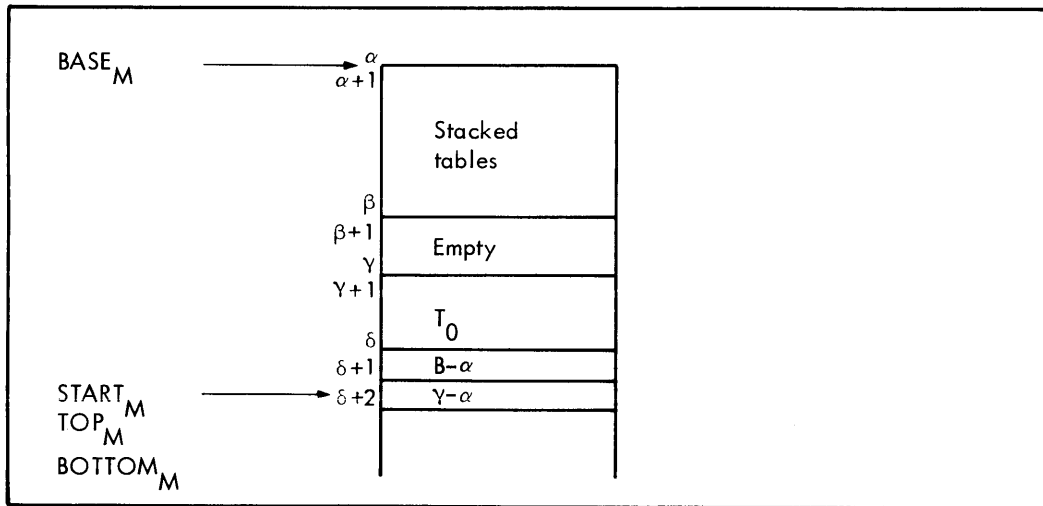 BASE_M α
α+1
Stacked
tables
β
β+1
Empty
γ
γ+1
T_0
δ
δ+1 B-α
START_M δ+2 γ-α
TOP_M
BOTTOM_M